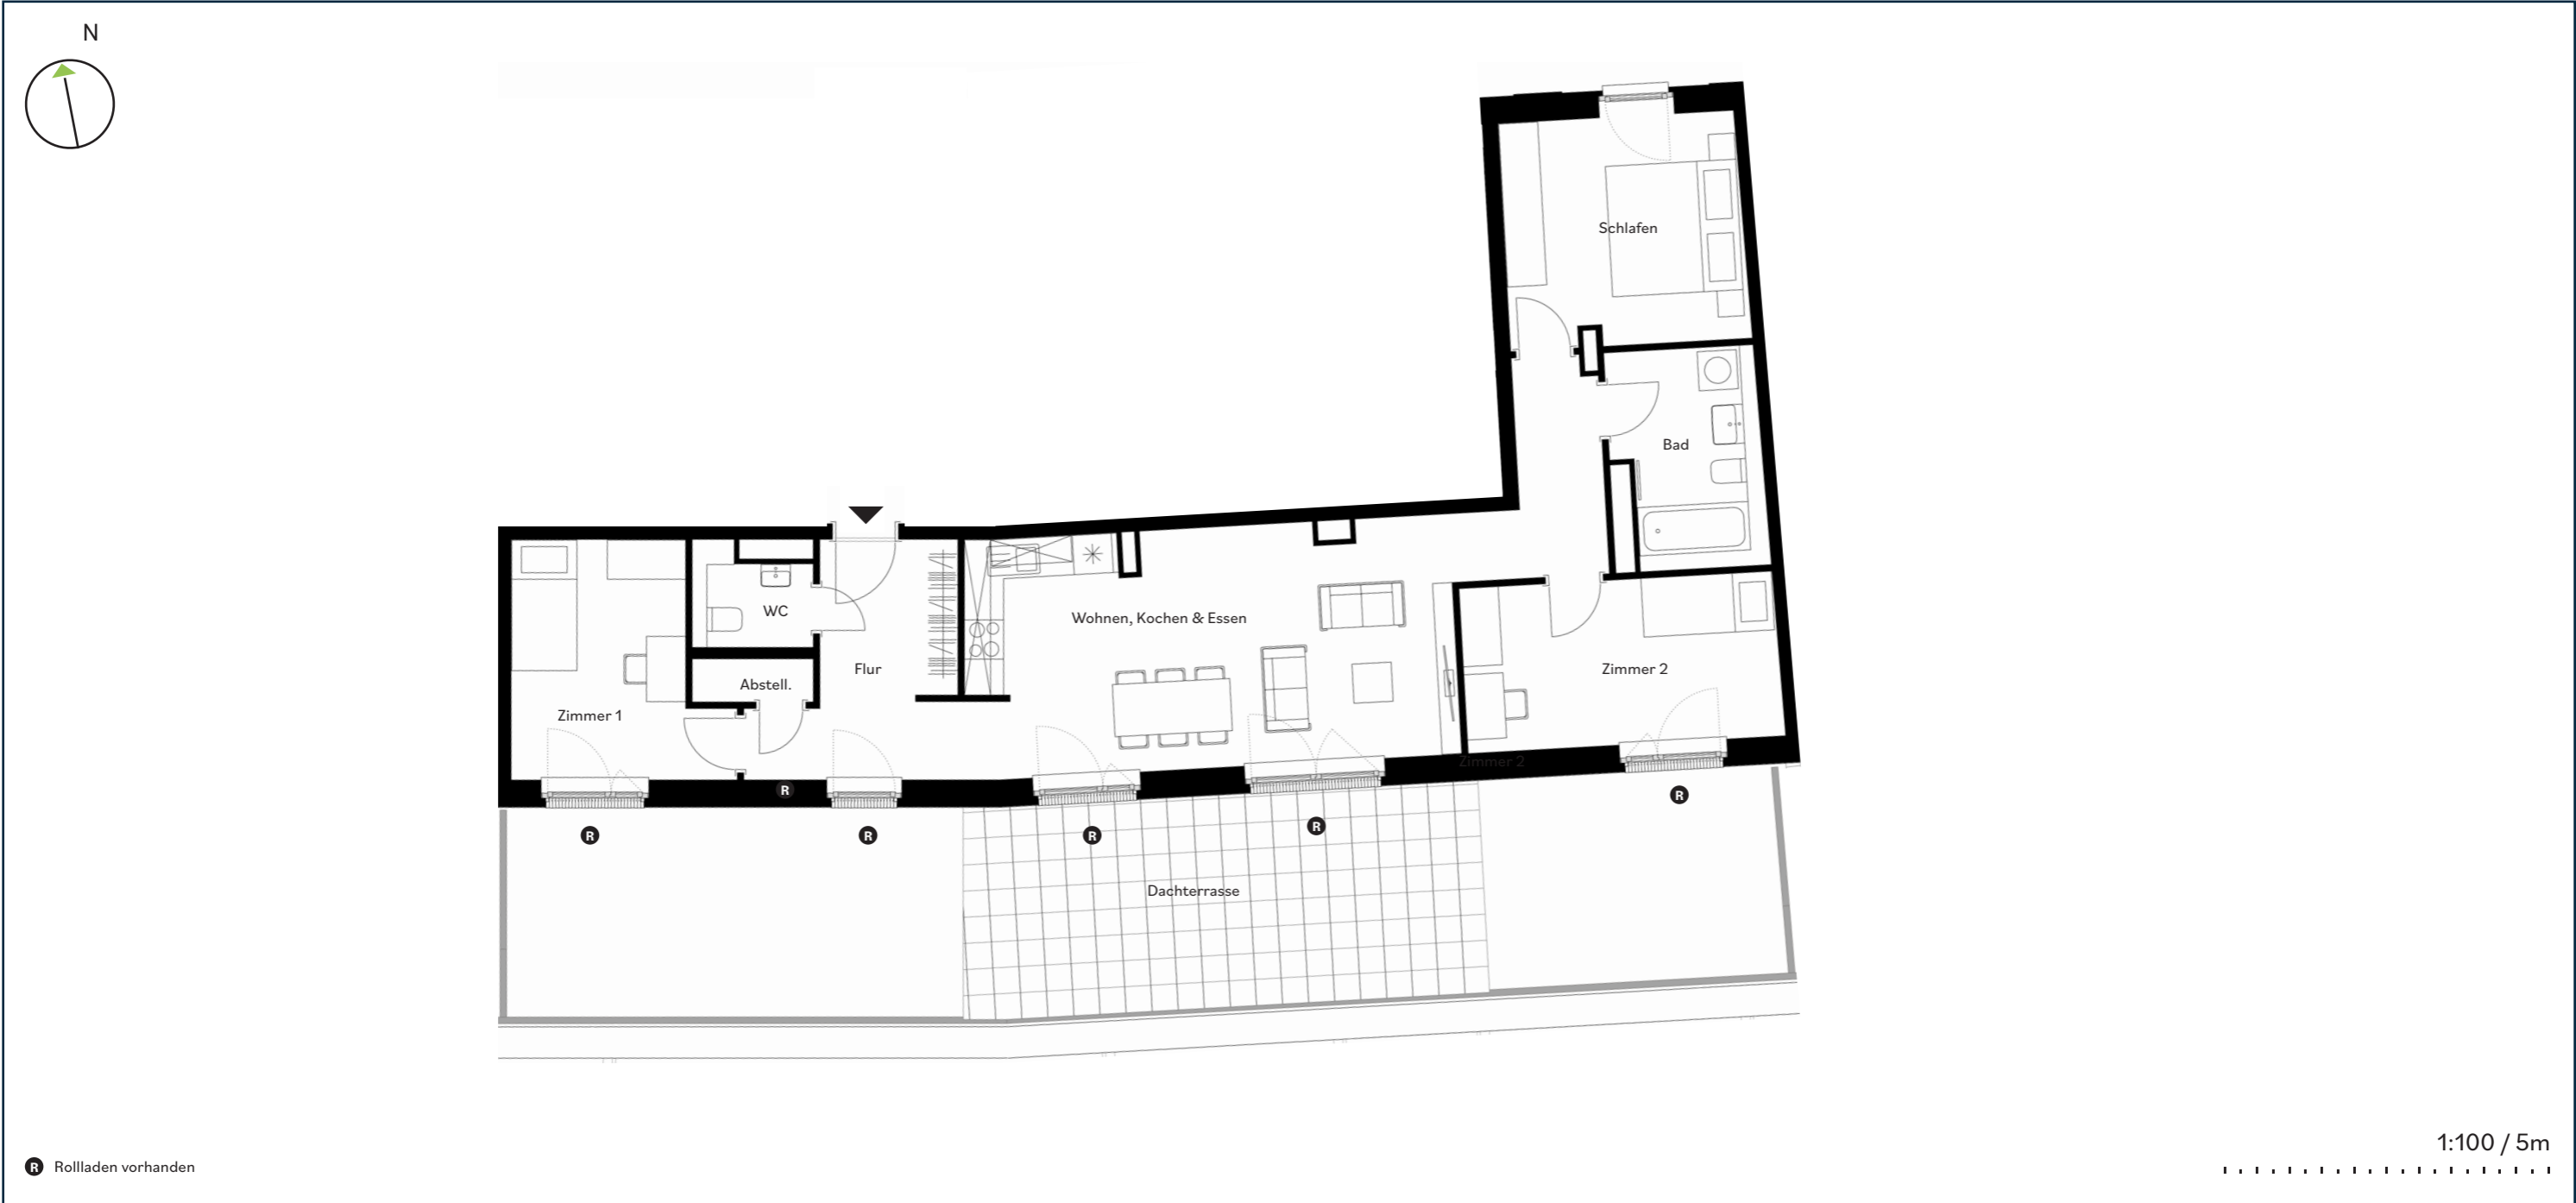 N
Schlafen
Bad
WC
Wohnen, Kochen & Essen
Flur
Zimmer 2
Abstell.
Zimmer 1
Zimmer 2
R
R
R
R
R
R
Dachterrasse
1:100 / 5m
R Rollladen vorhanden